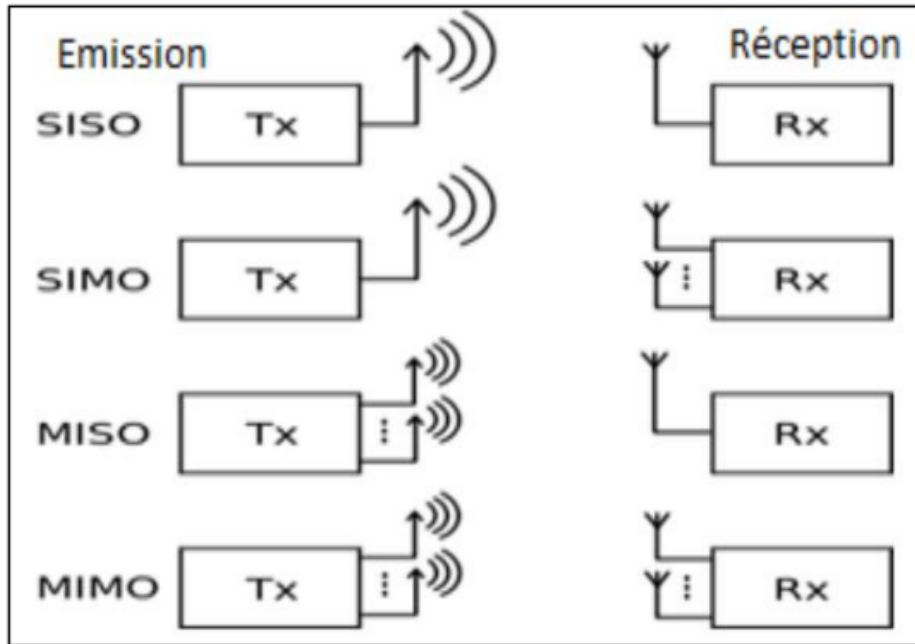 Emission Réception
SISO Tx Rx
SIMO Tx Rx
MISO Tx Rx
MIMO Tx Rx